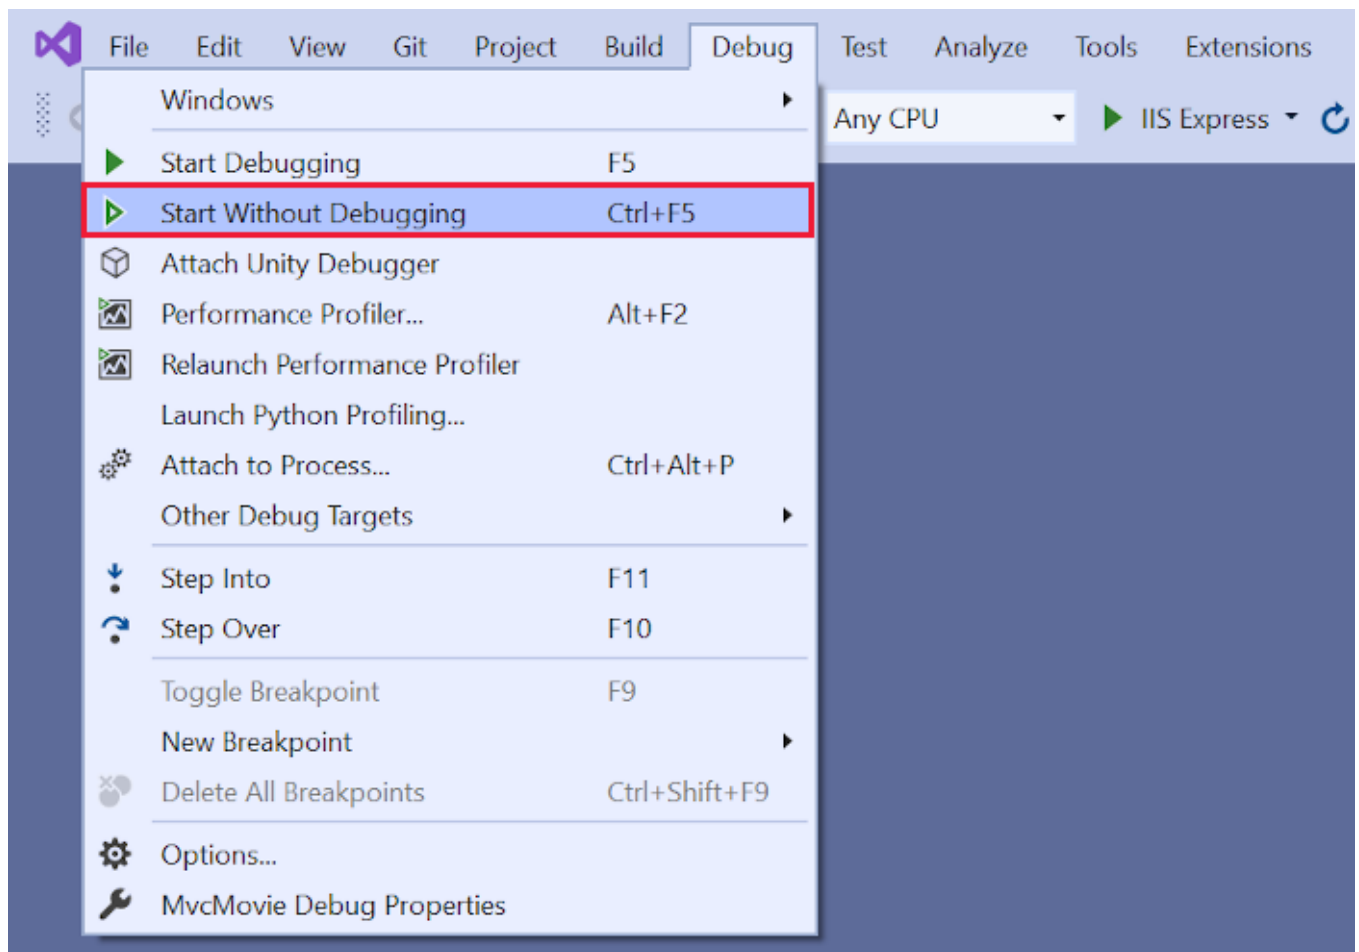 File Edit View Git Project Build Debug Test Analyze Tools Extensions
Any CPU IIS Express
Windows
Start Debugging F5
Start Without Debugging Ctrl+F5
Attach Unity Debugger
Performance Profiler... Alt+F2
Relaunch Performance Profiler
Launch Python Profiling...
Attach to Process... Ctrl+Alt+P
Other Debug Targets
Step Into F11
Step Over F10
Toggle Breakpoint F9
New Breakpoint
Delete All Breakpoints Ctrl+Shift+F9
Options...
MvcMovie Debug Properties